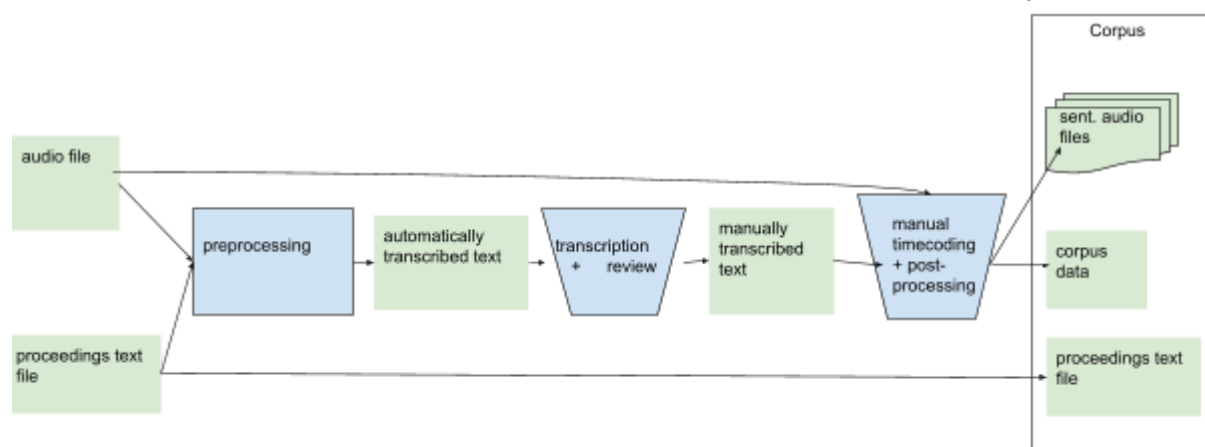 Corpus
sent. audio
files
audio file
preprocessing
automatically
transcribed text
transcription
+ review
manually
transcribed
text
manual
timecoding
+ post-
processing
corpus
data
proceedings text
file
proceedings text
file